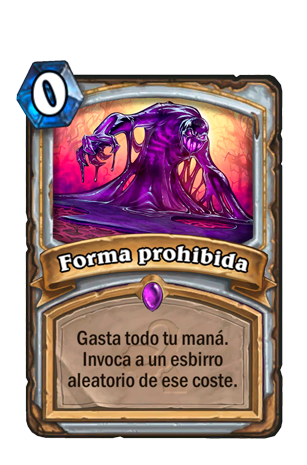 0
Forma prohibida
Gasta todo tu maná.
Invoca a un esbirro
aleatorio de ese coste.